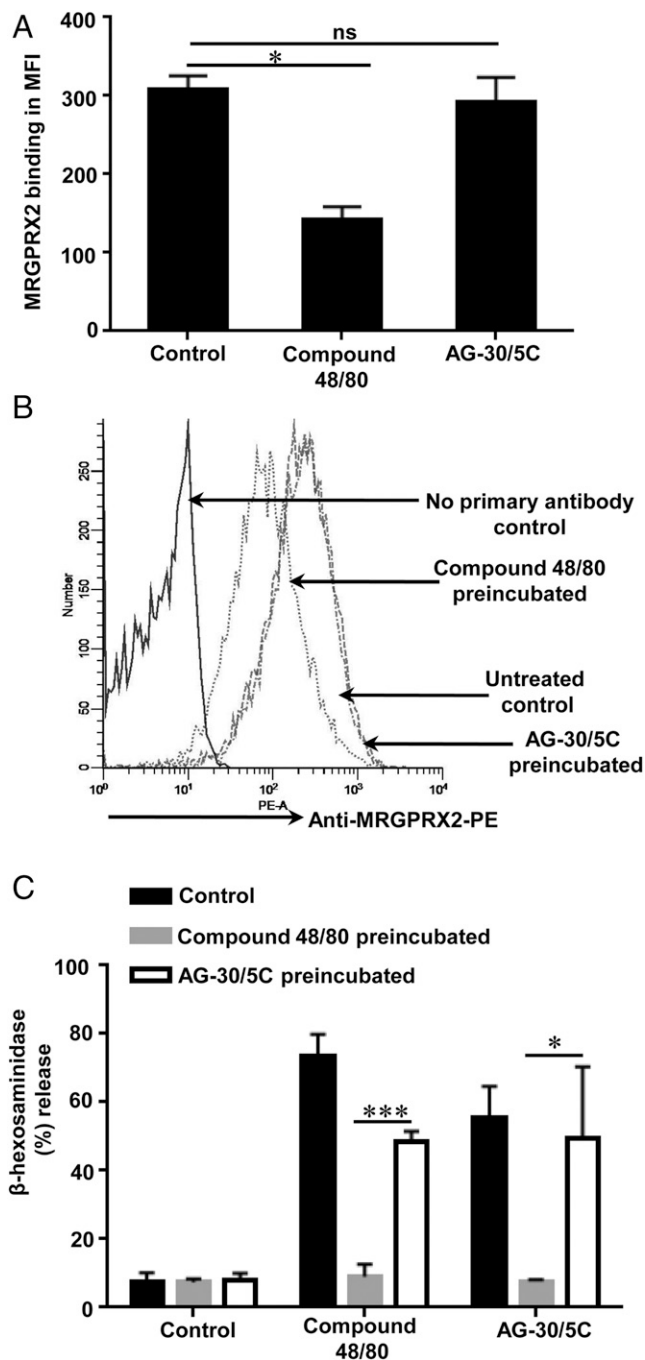 A
MRGPRX2 binding in MFI
400
300
200
100
0
ns
*
Control
Compound
48/80
AG-30/5C
B
Number
250
200
150
100
50
0
10⁰
10¹
10²
10³
10⁴
PE-A
Anti-MRGPRX2-PE
No primary antibody
control
Compound 48/80
preincubated
Untreated
control
AG-30/5C
preincubated
C
Control
Compound 48/80 preincubated
AG-30/5C preincubated
β-hexosaminidase
(%) release
100
80
60
40
20
0
***
*
Control
Compound
48/80
AG-30/5C